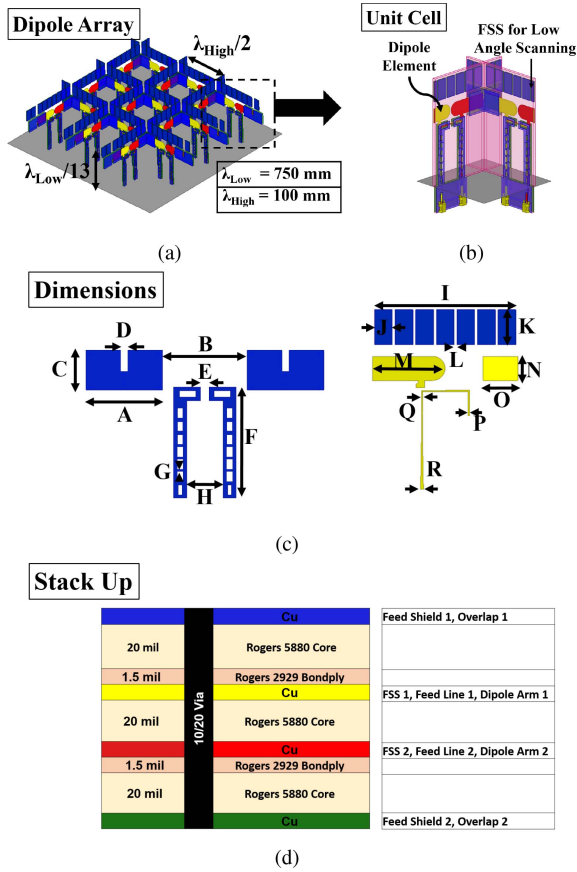 Dipole Array
λHigh/2
λLow/13
λLow = 750 mm
λHigh = 100 mm
(a)
Unit Cell
Dipole
Element
FSS for Low
Angle Scanning
(b)
Dimensions
D
B
C
E
A
F
G
H
I
J
K
L
M
N
O
Q
P
R
(c)
Stack Up
Cu
Feed Shield 1, Overlap 1
20 mil
Rogers 5880 Core
1.5 mil
Rogers 2929 Bondply
Cu
FSS 1, Feed Line 1, Dipole Arm 1
20 mil
Rogers 5880 Core
10/20 Via
Cu
FSS 2, Feed Line 2, Dipole Arm 2
1.5 mil
Rogers 2929 Bondply
20 mil
Rogers 5880 Core
Cu
Feed Shield 2, Overlap 2
(d)